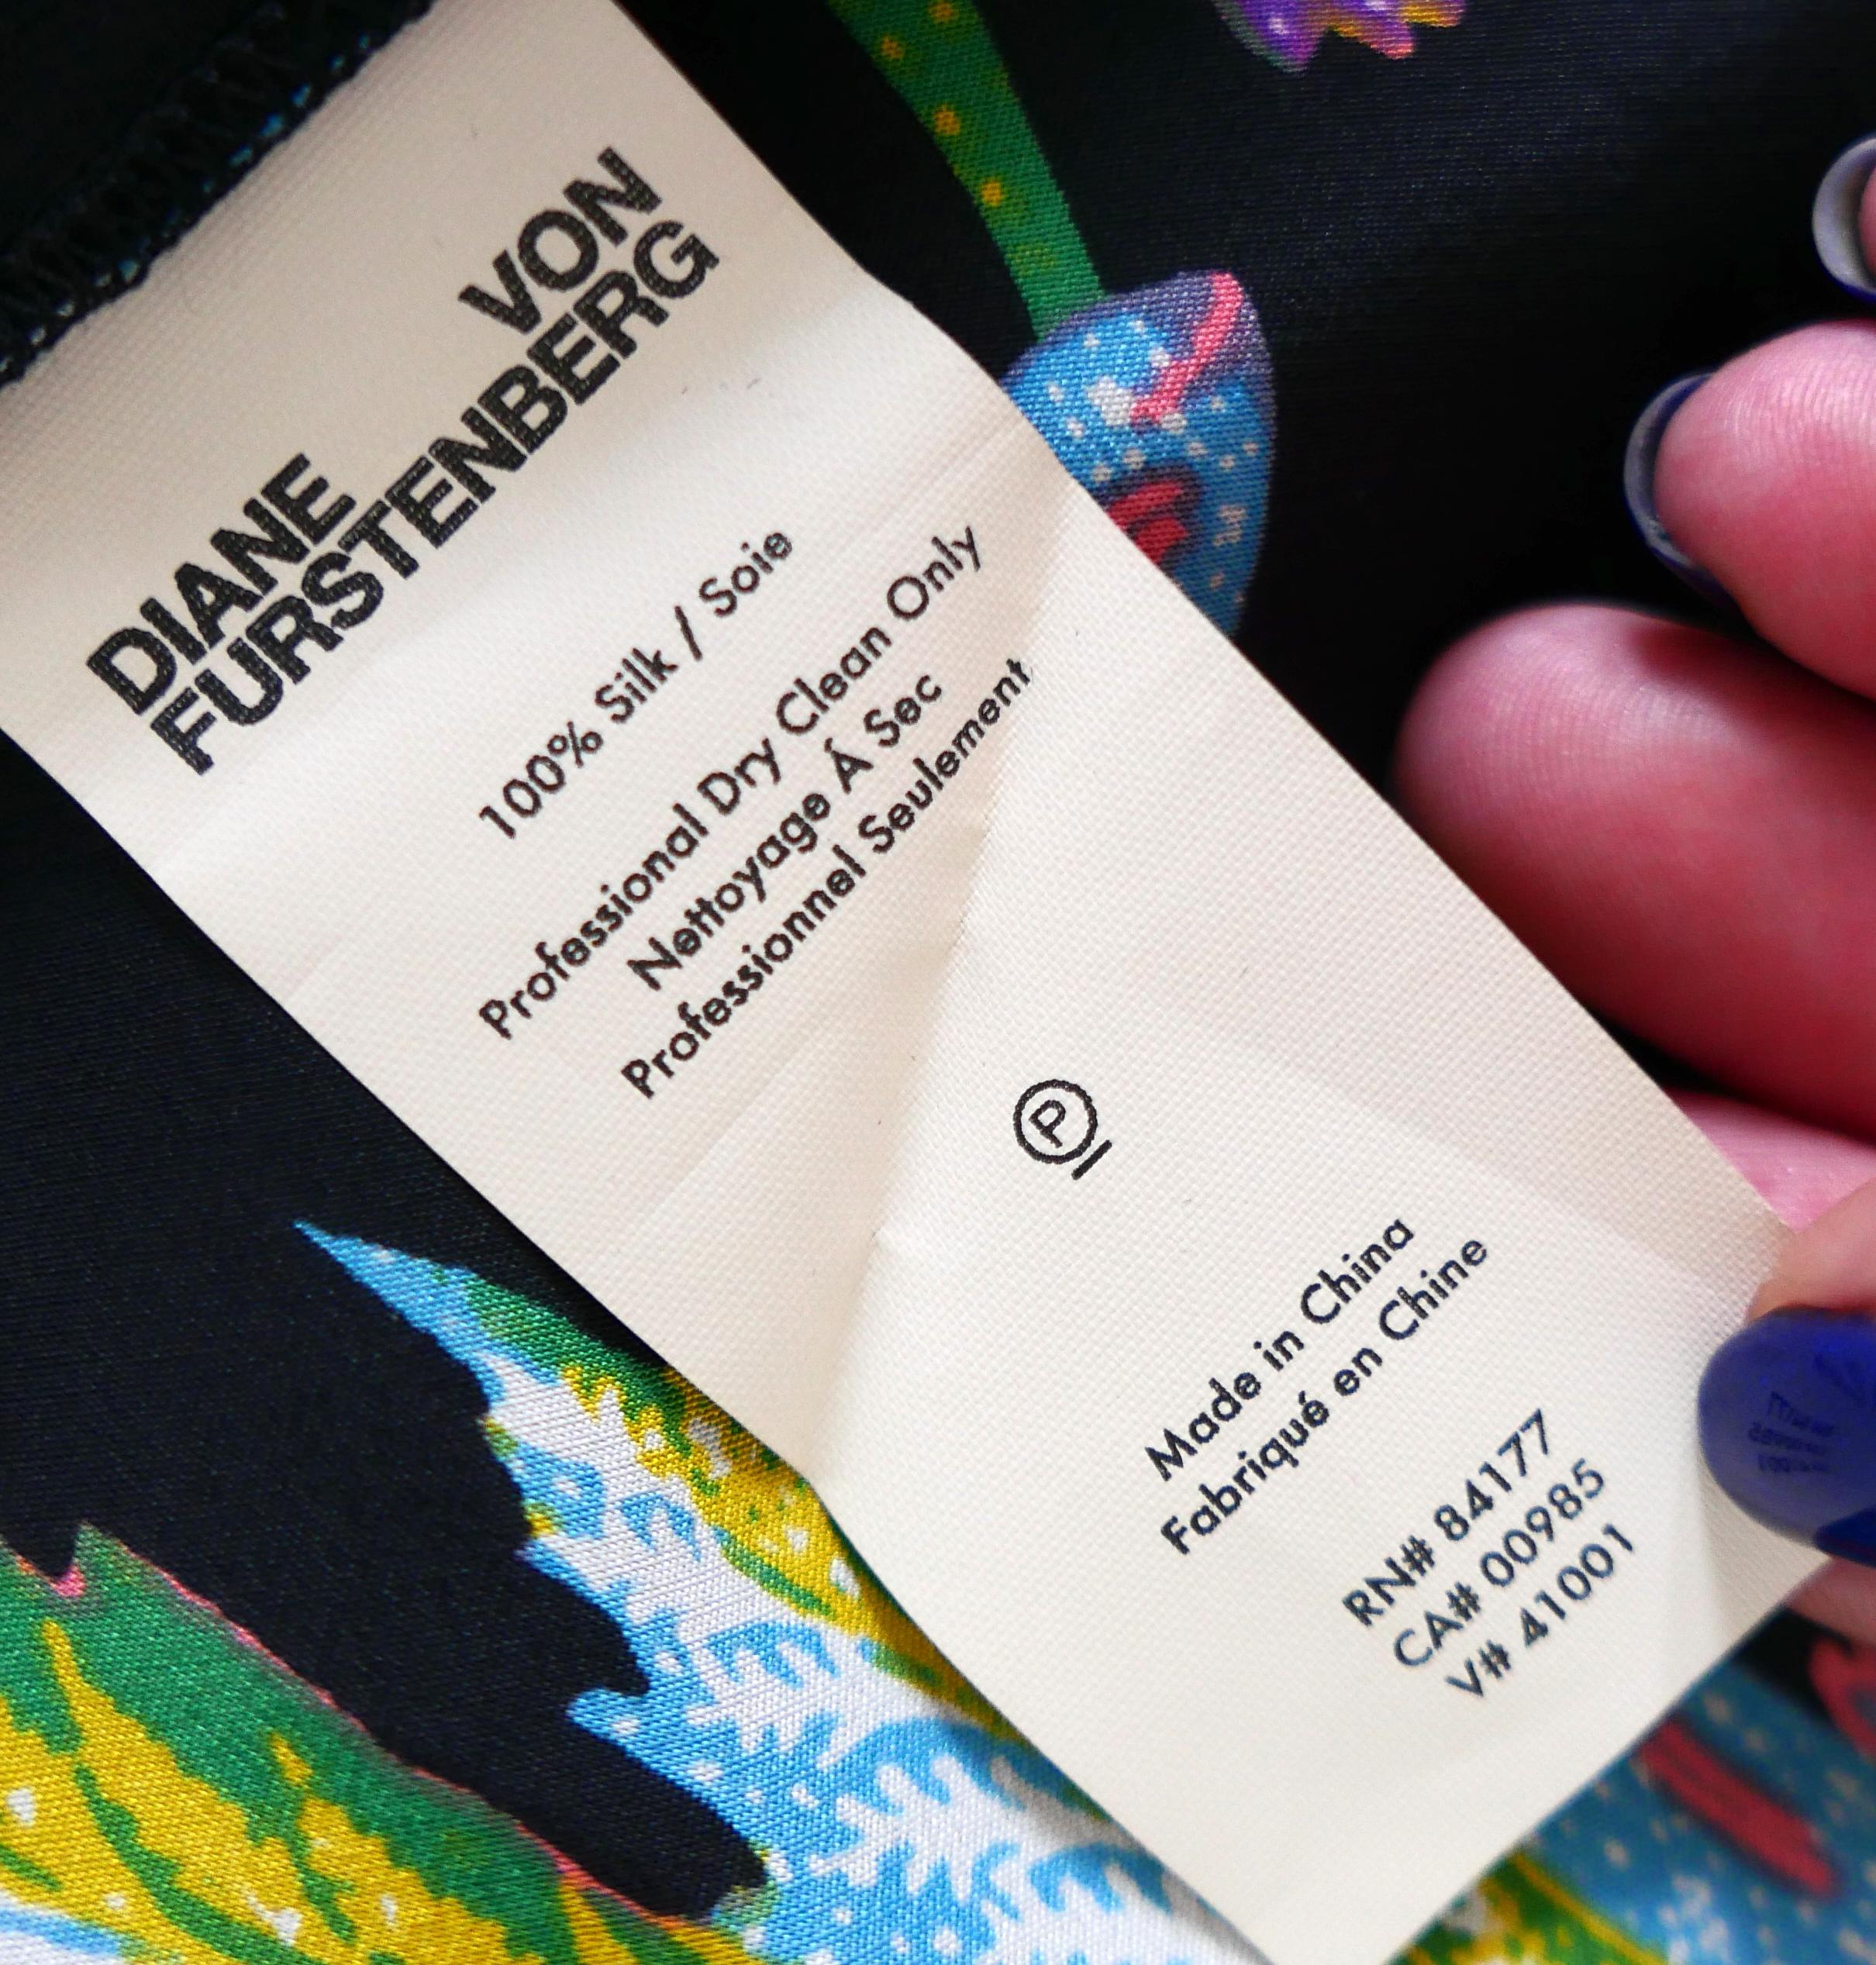 DIANE
VON
FURSTENBERG
100% Silk / Soie
Professional Dry Clean Only
Nettoyage Á Sec
Professionnel Seulement
P
Made in China
Fabriqué en Chine
RN# 84177
CA# 00985
V# 41001